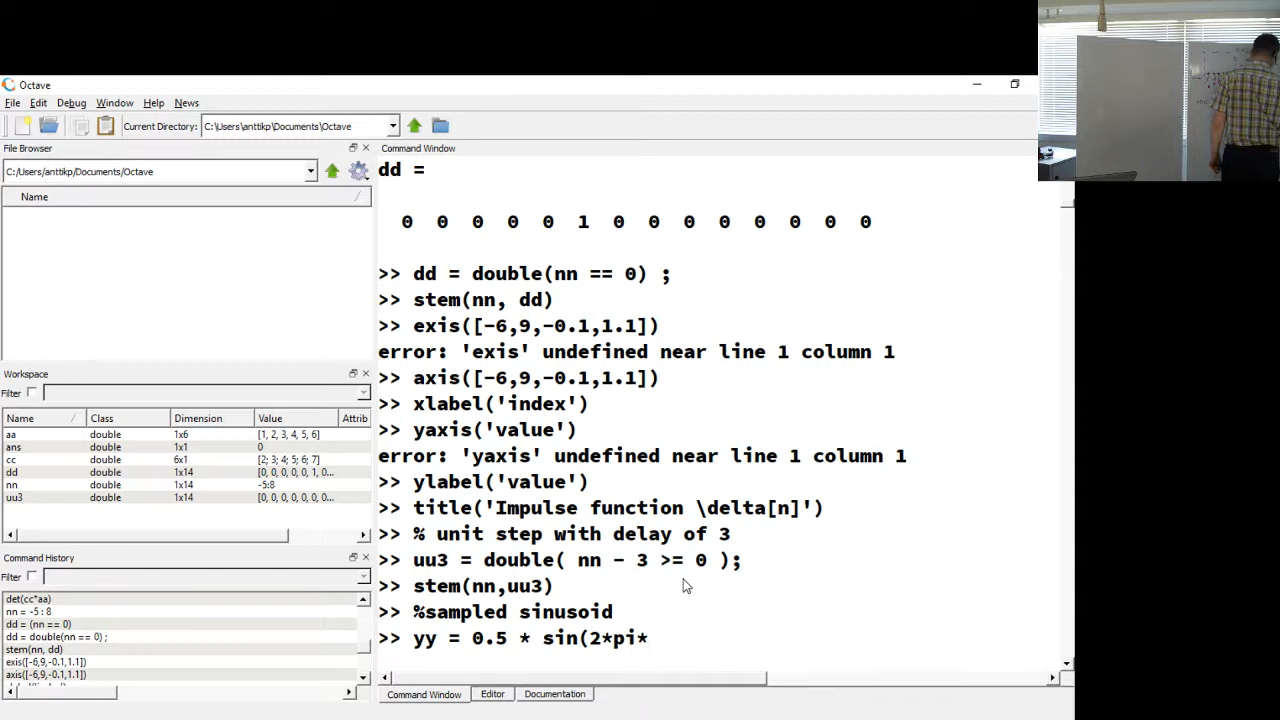 Octave
File Edit Debug Window Help News
Current Directory: C:\Users\anttikp\Documents\Octave
File Browser
C:/Users/anttikp/Documents/Octave
Name
Workspace
Filter
Name Class Dimension Value Attrib
aa double 1x6 [1, 2, 3, 4, 5, 6]
ans double 1x1 0
cc double 6x1 [2; 3; 4; 5; 6; 7]
dd double 1x14 [0, 0, 0, 0, 0, 1, 0...
nn double 1x14 -5:8
uu3 double 1x14 [0, 0, 0, 0, 0, 0, 0...
Command History
Filter
det(cc*aa)
nn = -5 : 8
dd = (nn == 0)
dd = double(nn == 0) ;
stem(nn, dd)
exis([-6,9,-0.1,1.1])
axis([-6,9,-0.1,1.1])
Command Window
dd =
0 0 0 0 0 1 0 0 0 0 0 0 0 0
>> dd = double(nn == 0) ;
>> stem(nn, dd)
>> exis([-6,9,-0.1,1.1])
error: 'exis' undefined near line 1 column 1
>> axis([-6,9,-0.1,1.1])
>> xlabel('index')
>> yaxis('value')
error: 'yaxis' undefined near line 1 column 1
>> ylabel('value')
>> title('Impulse function \delta[n]')
>> % unit step with delay of 3
>> uu3 = double( nn - 3 >= 0 );
>> stem(nn,uu3)
>> %sampled sinusoid
>> yy = 0.5 * sin(2*pi*
Command Window Editor Documentation